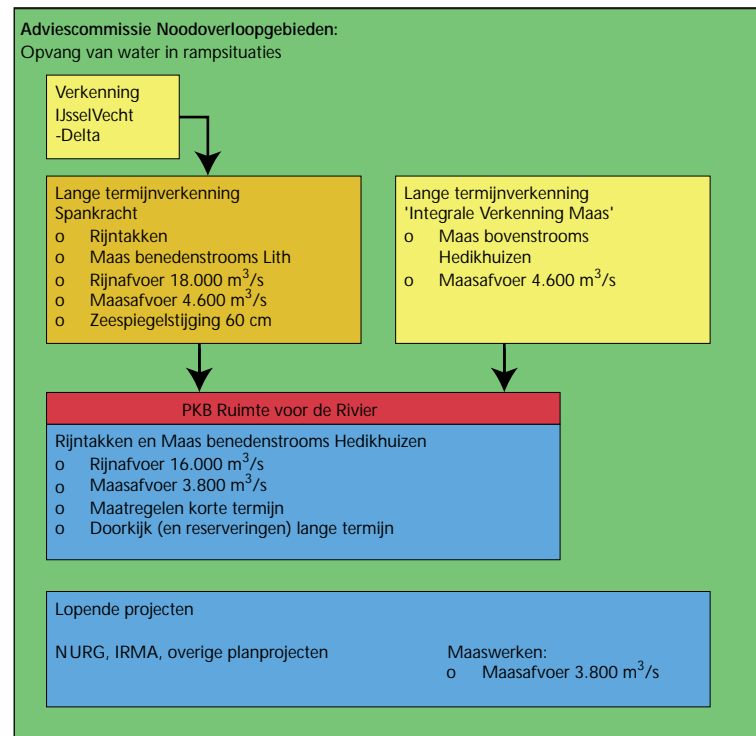 Adviescommissie Noodoverloopgebieden:
Opvang van water in rampsituaties
Verkenning
IJsselVecht
-Delta
Lange termijnverkenning
Spankracht
o Rijntakken
o Maas benedenstrooms Lith
o Rijnafvoer 18.000 m³/s
o Maasafvoer 4.600 m³/s
o Zeespiegelstijging 60 cm
Lange termijnverkenning
'Integrale Verkenning Maas'
o Maas bovenstrooms
Hedikhuizen
o Maasafvoer 4.600 m³/s
PKB Ruimte voor de Rivier
Rijntakken en Maas benedenstrooms Hedikhuizen
o Rijnafvoer 16.000 m³/s
o Maasafvoer 3.800 m³/s
o Maatregelen korte termijn
o Doorkijk (en reserveringen) lange termijn
Lopende projecten
NURG, IRMA, overige planprojecten
Maaswerken:
o Maasafvoer 3.800 m³/s